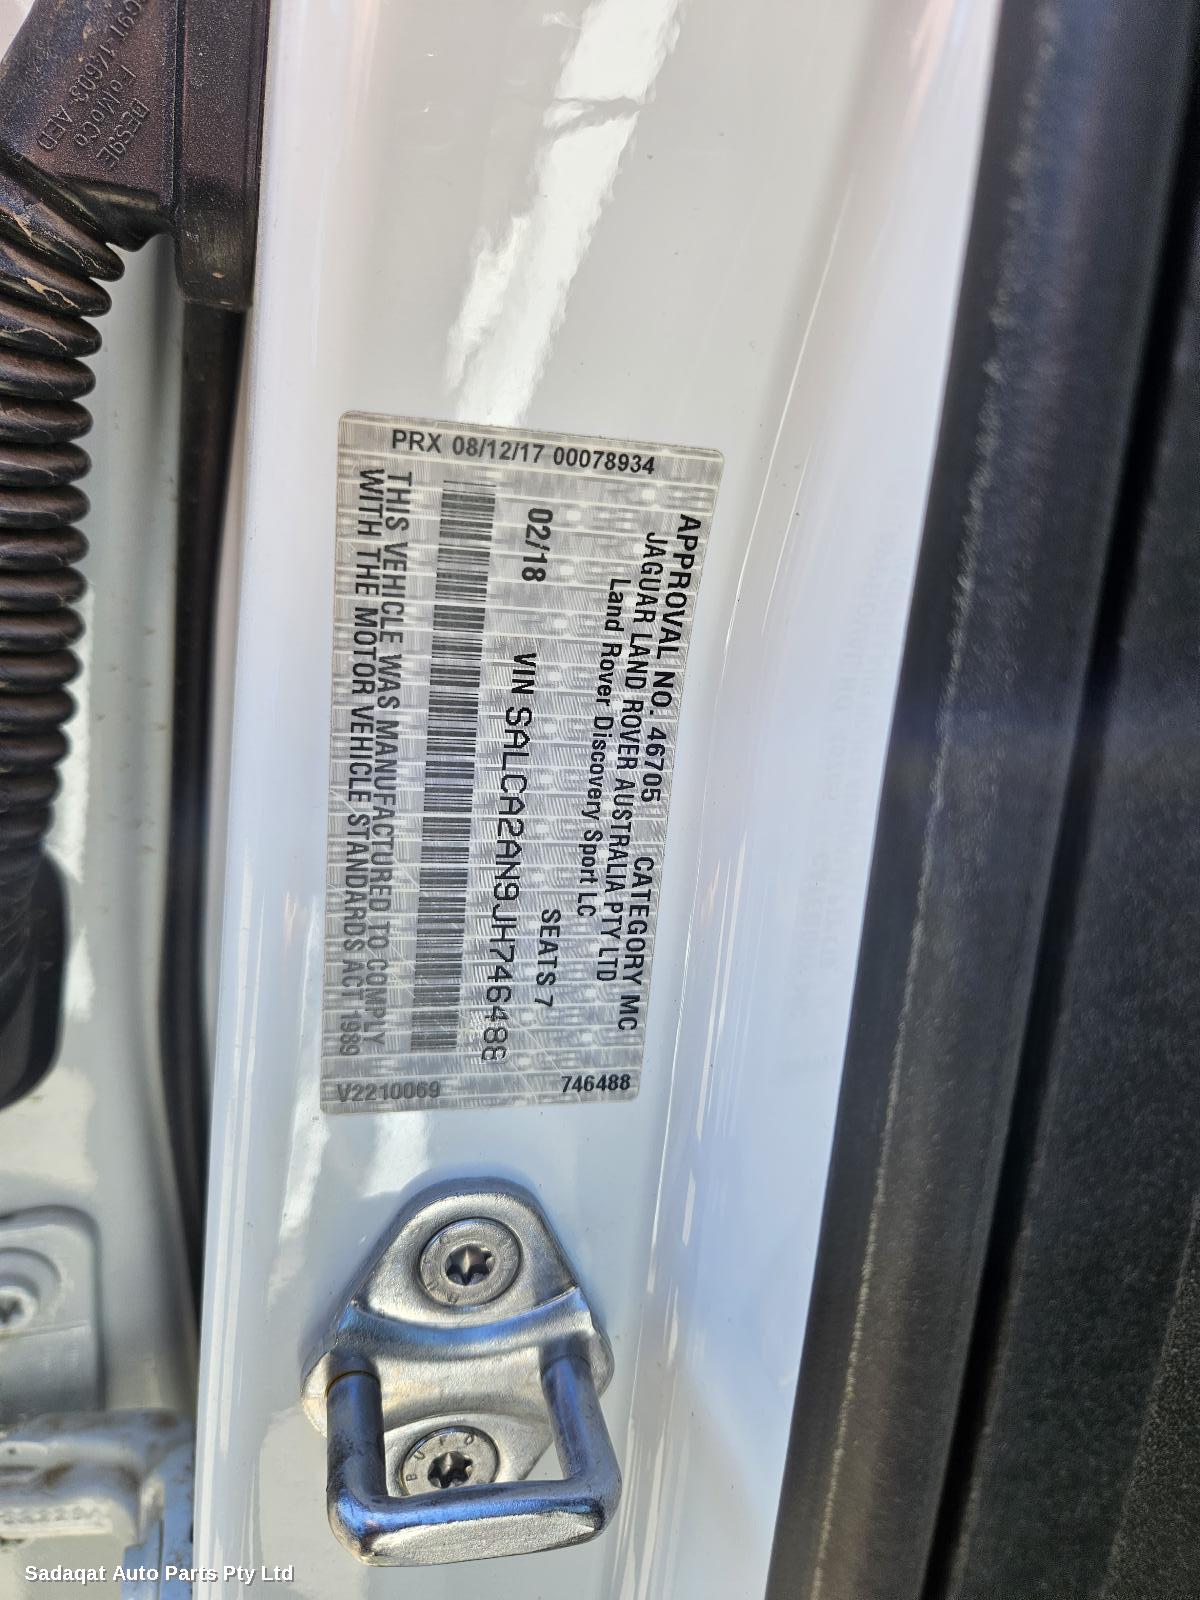 APPROVAL NO. 46705 CATEGORY MC
JAGUAR LAND ROVER AUSTRALIA PTY LTD
Land Rover Discovery Sport LC
02/18 SEATS 7
VIN SALCA2AN9JH746488
THIS VEHICLE WAS MANUFACTURED TO COMPLY
WITH THE MOTOR VEHICLE STANDARDS ACT 1989
PRX 08/12/17 00078934
746488
V2210069
FoMoCo
Sadaqat Auto Parts Pty Ltd